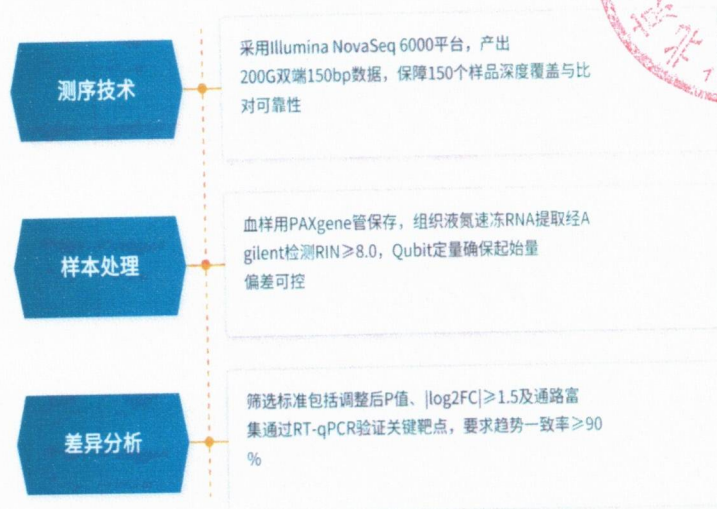 测序技术
采用Illumina NovaSeq 6000平台，产出
200G双端150bp数据，保障150个样品深度覆盖与比
对可靠性
样本处理
血样用PAXgene管保存，组织液氮速冻RNA提取经A
gilent检测RIN≥8.0，Qubit定量确保起始量
偏差可控
差异分析
筛选标准包括调整后P值、|log2FC|≥1.5及通路富
集通过RT-qPCR验证关键靶点，要求趋势一致率≥90
%